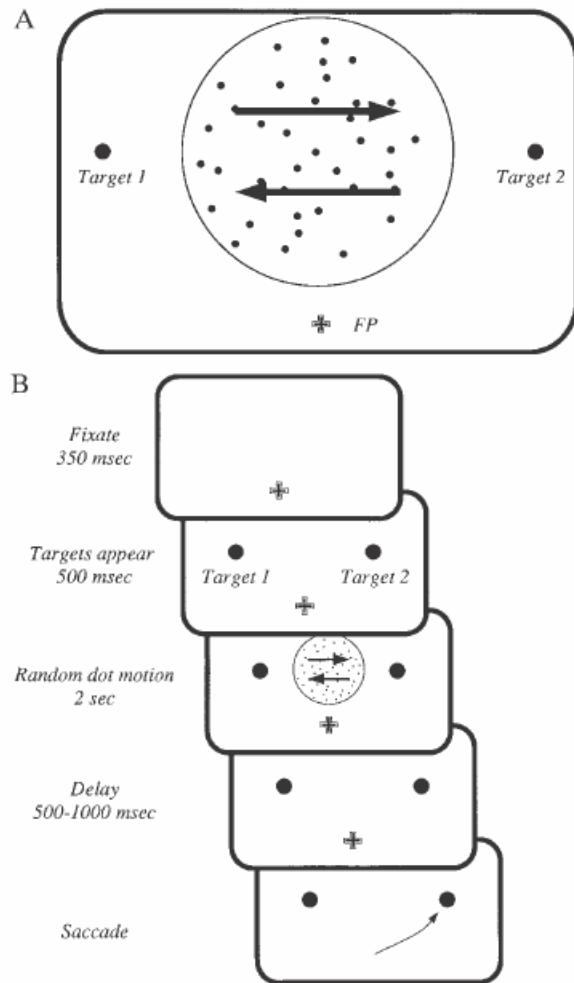 A
Target 1
Target 2
FP
B
Fixate
350 msec
Targets appear
500 msec
Target 1
Target 2
Random dot motion
2 sec
Delay
500-1000 msec
Saccade